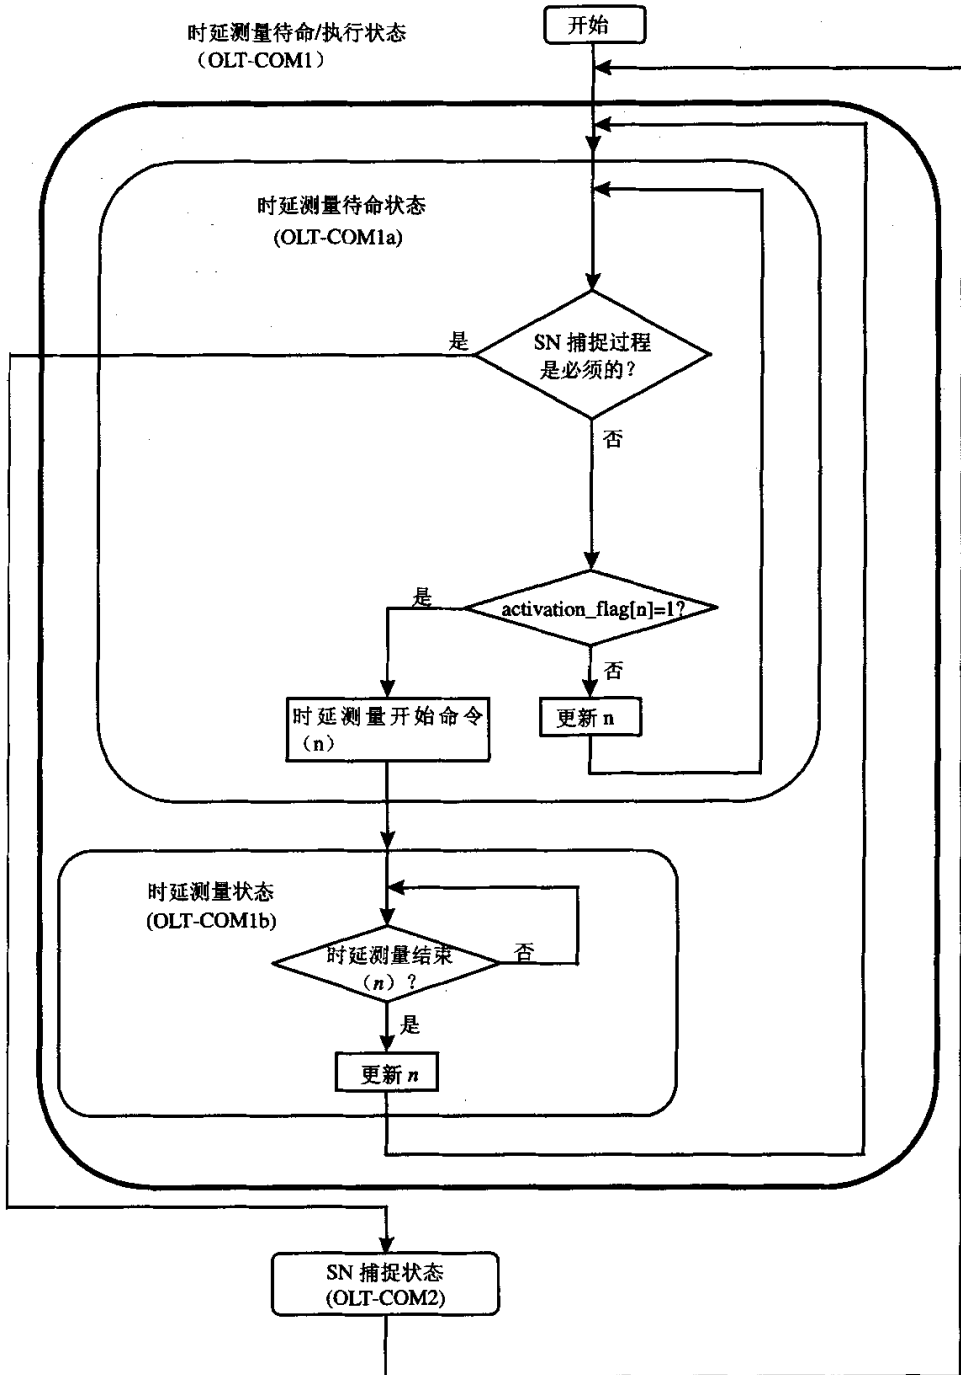 时延测量待命/执行状态
（OLT-COM1）
开始
时延测量待命状态
(OLT-COM1a)
是
SN 捕捉过程
是必须的？
否
是
activation_flag[n]=1?
否
时延测量开始命令
（n）
更新 n
时延测量状态
(OLT-COM1b)
时延测量结束
（n）？
否
是
更新 n
SN 捕捉状态
(OLT-COM2)